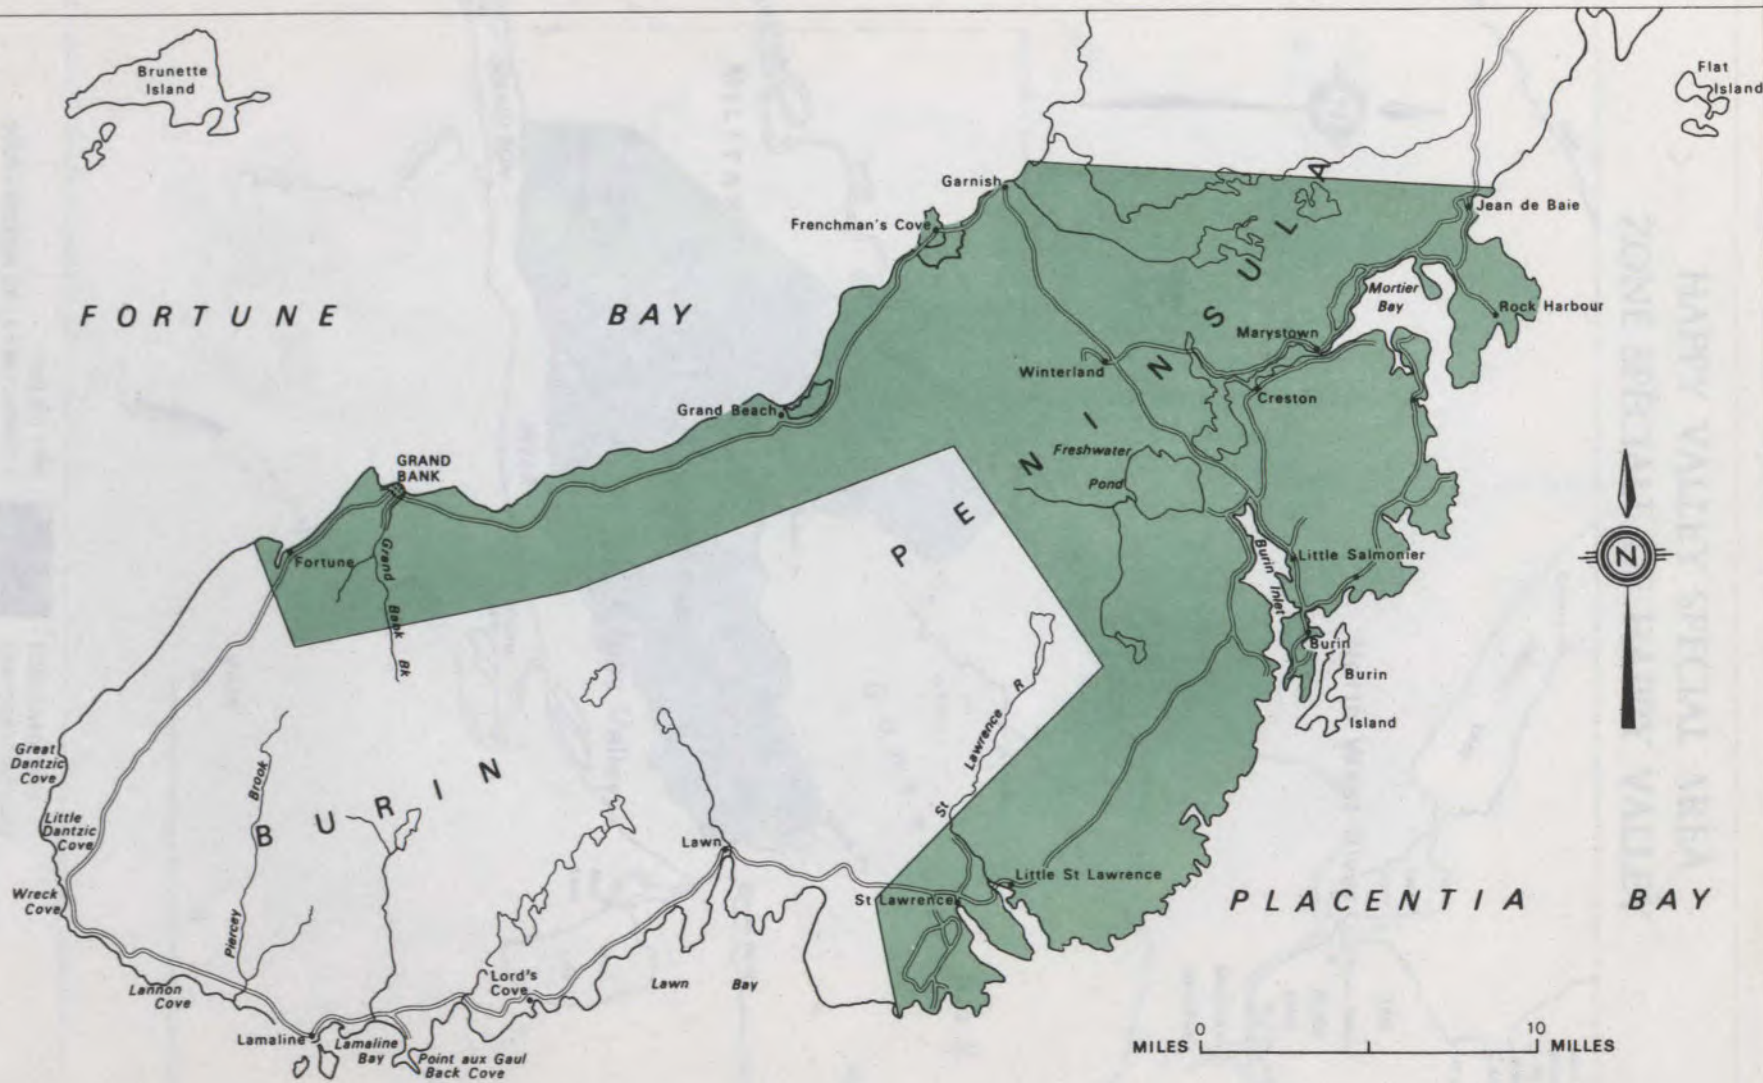 Brunette
Island
Flat
Island
Garnish
Frenchman's Cove
Jean de Baie
FORTUNE BAY
Mortier
Bay
Rock Harbour
Marystown
Winterland
Creston
Grand Beach
Freshwater
Pond
GRAND
BANK
Fortune
Grand Bank Bk
Little Salmonier
Burin Inlet
Burin
Burin
Island
N
BURIN PENINSULA
St Lawrence R
Great
Dantzic
Cove
Little
Dantzic
Cove
Wreck
Cove
Piercey Brook
Lawn
Little St Lawrence
St Lawrence
PLACENTIA BAY
Lannon
Cove
Lord's
Cove
Lawn Bay
Lamaline
Lamaline
Bay
Point aux Gaul
Back Cove
0 10
MILES MILLES
HAPPY VALLEY SPECIAL AREA